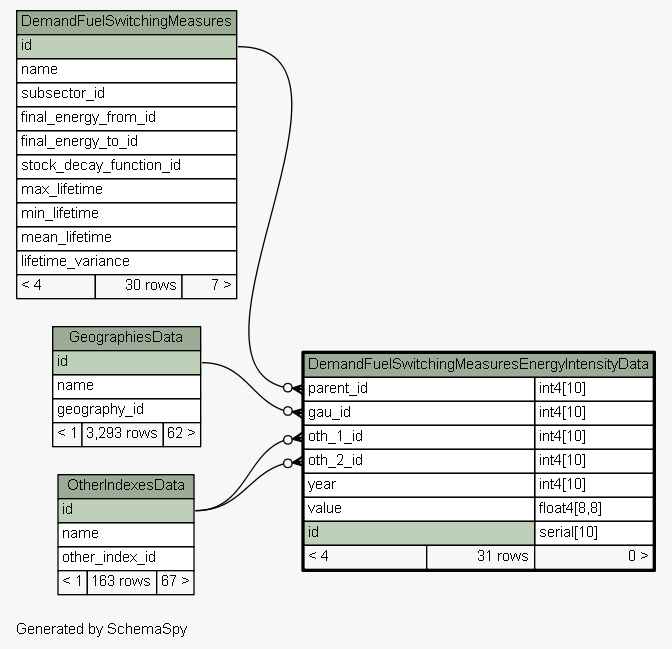 DemandFuelSwitchingMeasures
id
name
subsector_id
final_energy_from_id
final_energy_to_id
stock_decay_function_id
max_lifetime
min_lifetime
mean_lifetime
lifetime_variance
< 4 30 rows 7 >
GeographiesData
id
name
geography_id
< 1 3,293 rows 62 >
OtherIndexesData
id
name
other_index_id
< 1 163 rows 67 >
DemandFuelSwitchingMeasuresEnergyIntensityData
parent_id int4[10]
gau_id int4[10]
oth_1_id int4[10]
oth_2_id int4[10]
year int4[10]
value float4[8,8]
id serial[10]
< 4 31 rows 0 >
Generated by SchemaSpy